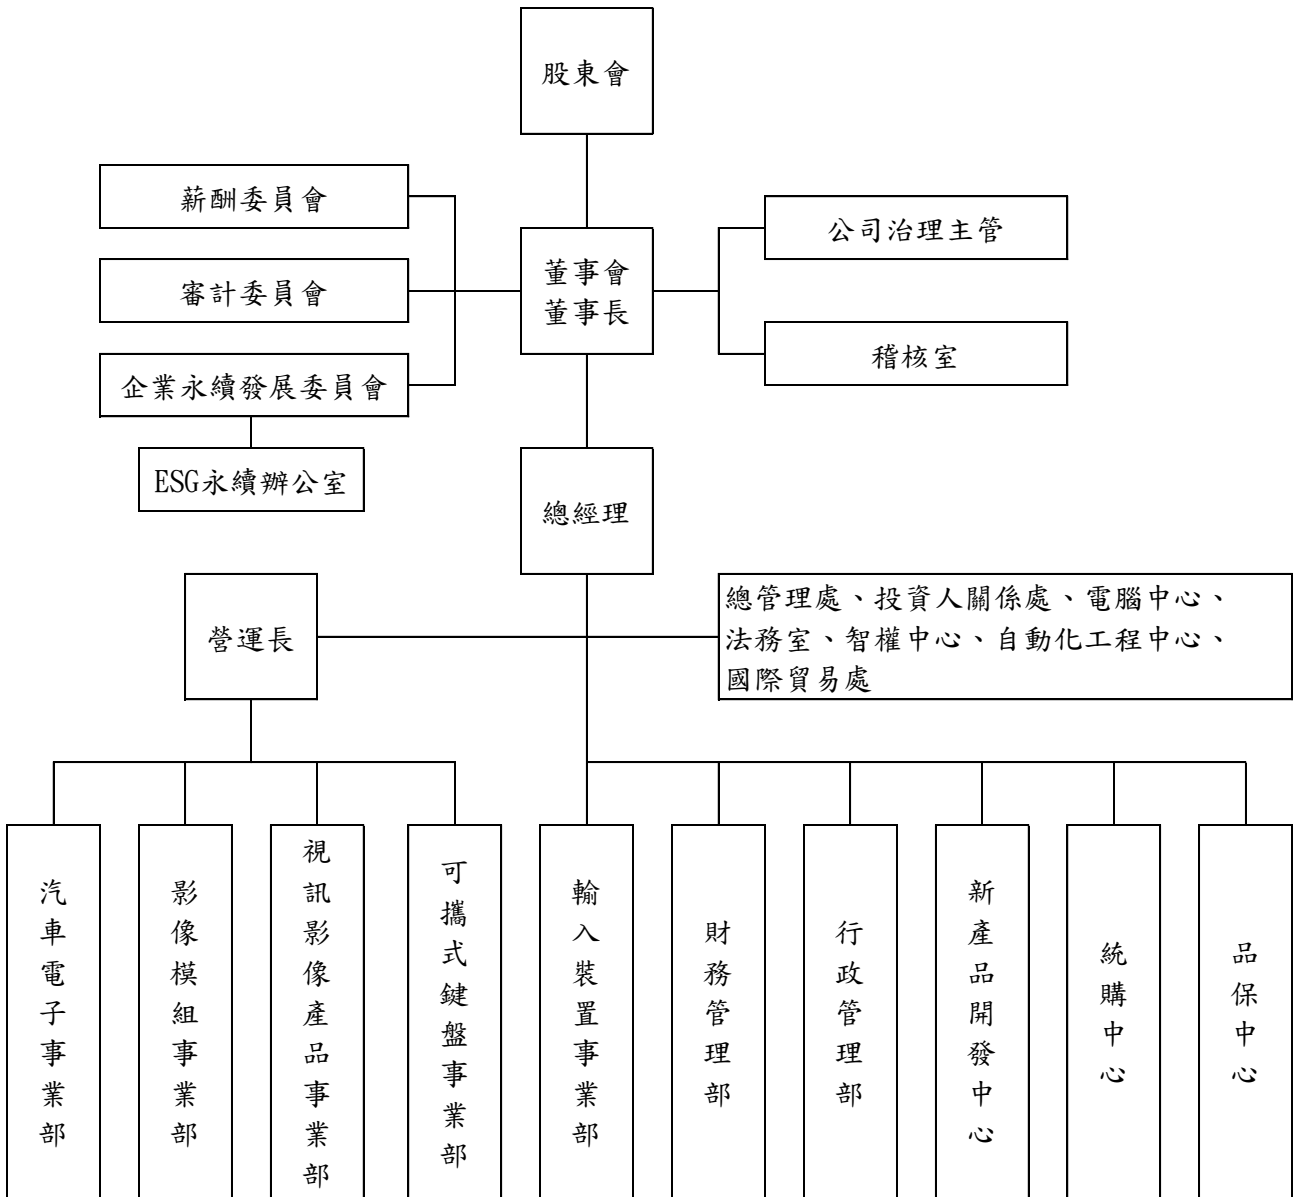 股東會
薪酬委員會
公司治理主管
董事會
董事長
審計委員會
稽核室
企業永續發展委員會
ESG永續辦公室
總經理
營運長
總管理處、投資人關係處、電腦中心、
法務室、智權中心、自動化工程中心、
國際貿易處
汽車電子事業部
影像模組事業部
視訊影像產品事業部
可攜式鍵盤事業部
輸入裝置事業部
財務管理部
行政管理部
新產品開發中心
統購中心
品保中心